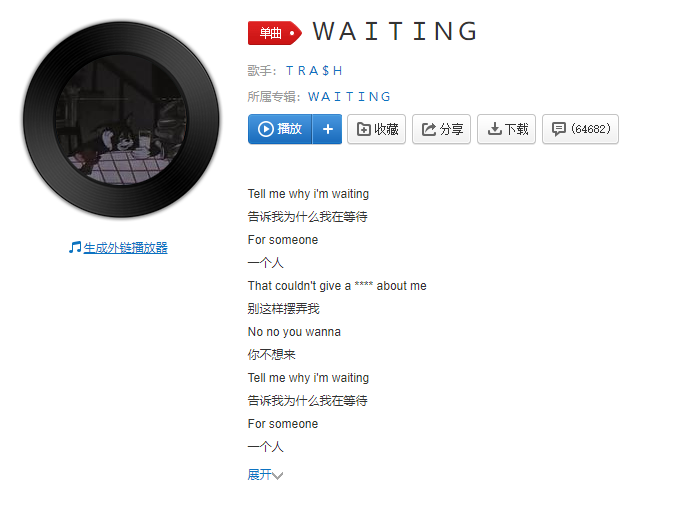 单曲 ＷＡＩＴＩＮＧ
歌手：ＴＲＡ＄Ｈ
所属专辑：ＷＡＩＴＩＮＧ
播放 + 收藏 分享 下载 (64682)
生成外链播放器
Tell me why i'm waiting
告诉我为什么我在等待
For someone
一个人
That couldn't give a **** about me
别这样摆弄我
No no you wanna
你不想来
Tell me why i'm waiting
告诉我为什么我在等待
For someone
一个人
展开